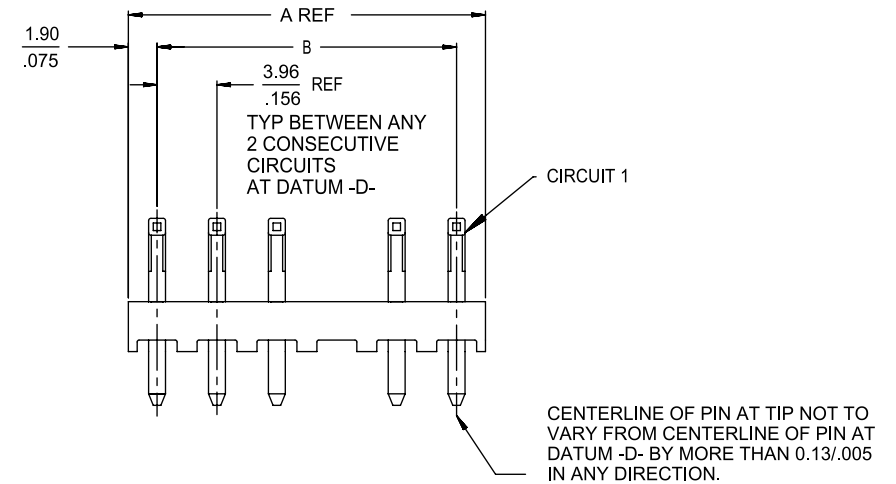 A REF
1.90
.075
B
3.96
.156
REF
TYP BETWEEN ANY
2 CONSECUTIVE
CIRCUITS
AT DATUM -D-
CIRCUIT 1
CENTERLINE OF PIN AT TIP NOT TO
VARY FROM CENTERLINE OF PIN AT
DATUM -D- BY MORE THAN 0.13/.005
IN ANY DIRECTION.